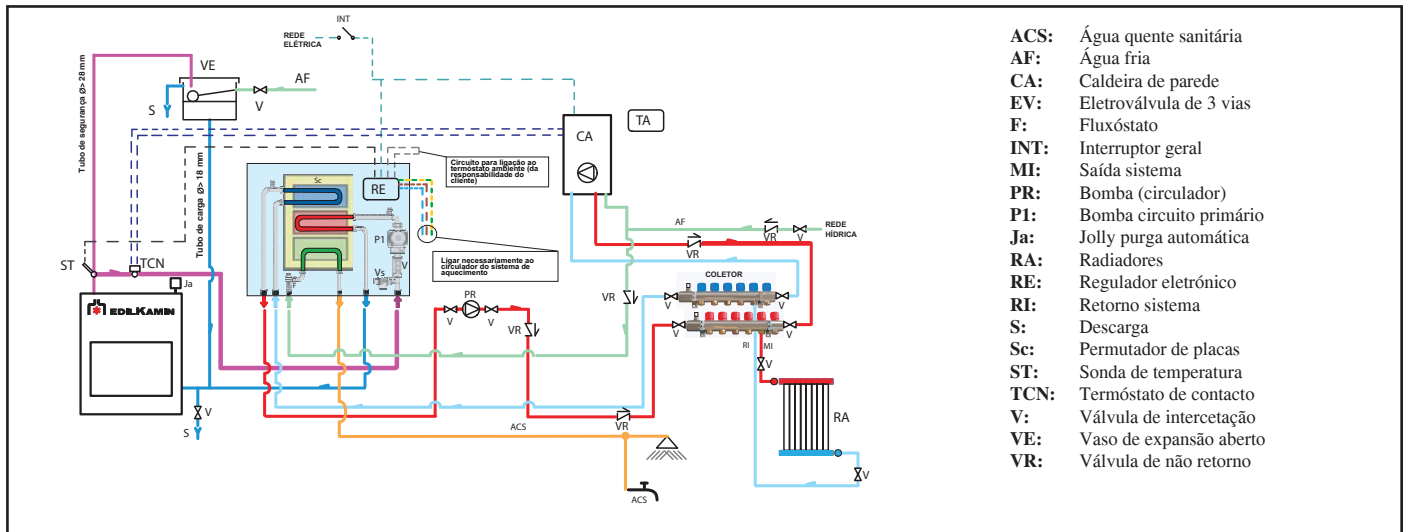 INT
REDE
ELÉTRICA
VE
AF
S
V
Tubo de segurança Ø> 28 mm
CA
TA
Circuito para ligação ao
termóstato ambiente (da
responsabilidade do
cliente)
Sc
RE
Tubo de carga Ø> 18 mm
P1
V
Vs
F
Ligar necessariamente ao
circulador do sistema de
aquecimento
AF
VR
VR
V
REDE
HÍDRICA
ST
TCN
Ja
EDILKAMIN
COLETOR
V
V
VR
PR
V
V
VR
V
V
RI
MI
V
V
S
ACS
VR
RA
V
ACS
ACS: Água quente sanitária
AF: Água fria
CA: Caldeira de parede
EV: Eletroválvula de 3 vias
F: Fluxóstato
INT: Interruptor geral
MI: Saída sistema
PR: Bomba (circulador)
P1: Bomba circuito primário
Ja: Jolly purga automática
RA: Radiadores
RE: Regulador eletrónico
RI: Retorno sistema
S: Descarga
Sc: Permutador de placas
ST: Sonda de temperatura
TCN: Termóstato de contacto
V: Válvula de intercetação
VE: Vaso de expansão aberto
VR: Válvula de não retorno